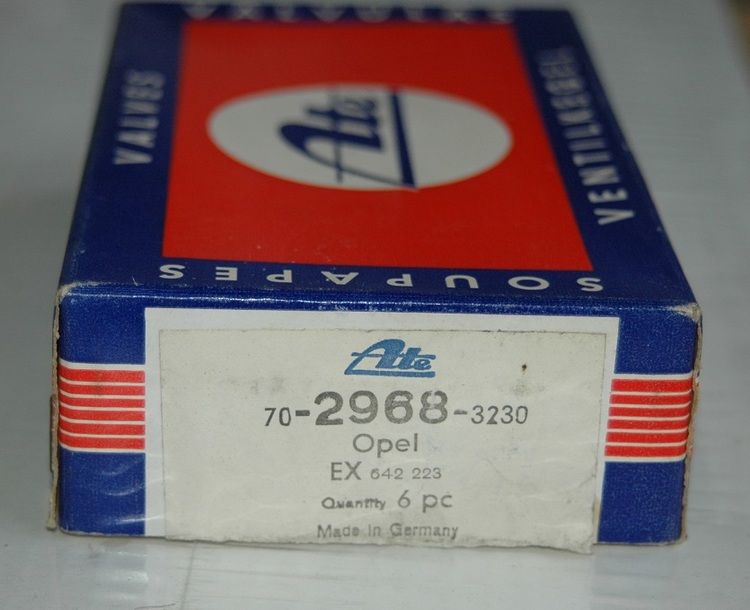 VALVES
Ate
VENTILKEGEL
SOUPAPES
Ate
70-2968-3230
Opel
EX 642 223
Quantity 6 pc
Made in Germany